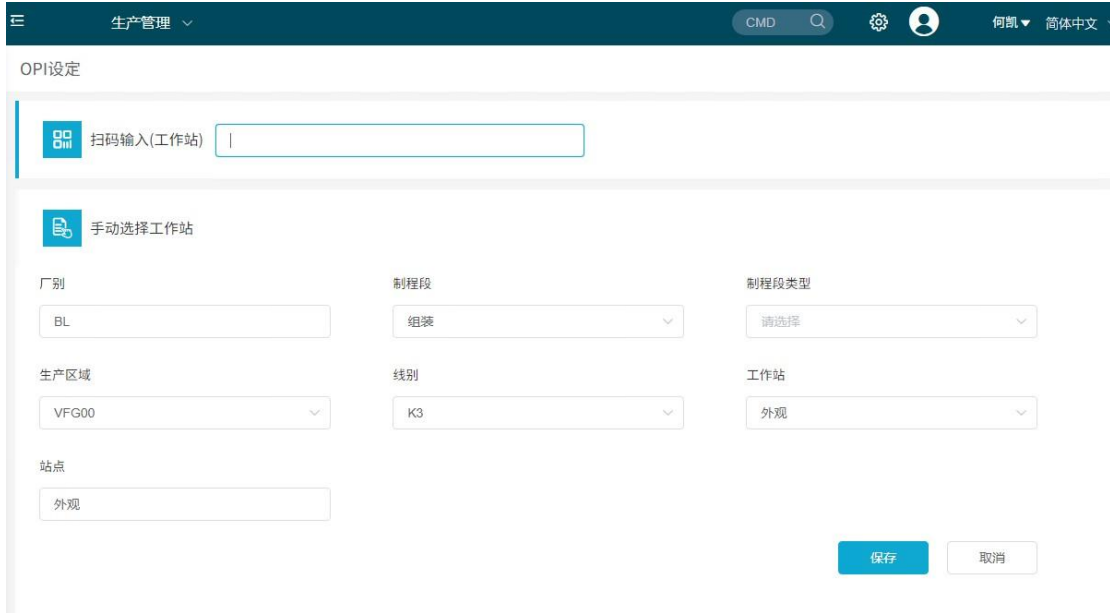 生产管理 CMD 何凯 简体中文
OPI设定
扫码输入(工作站)
手动选择工作站
厂别 制程段 制程段类型
BL 组装 请选择
生产区域 线别 工作站
VFG00 K3 外观
站点
外观
保存 取消